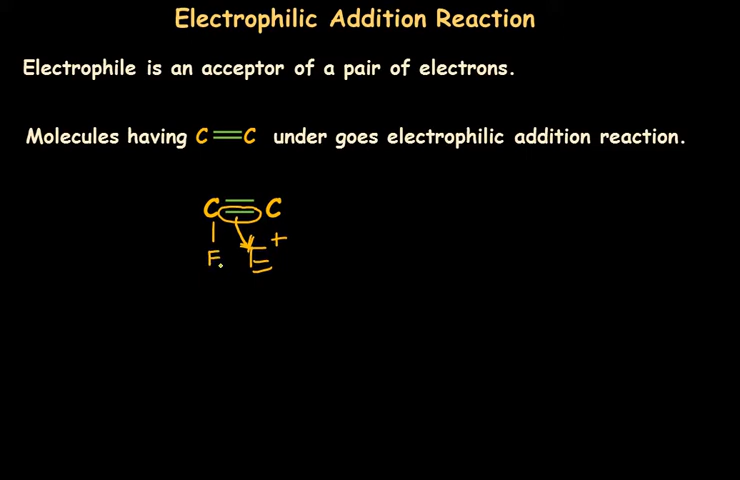 Electrophilic Addition Reaction
Electrophile is an acceptor of a pair of electrons.
Molecules having C=C under goes electrophilic addition reaction.
C=C
F E+